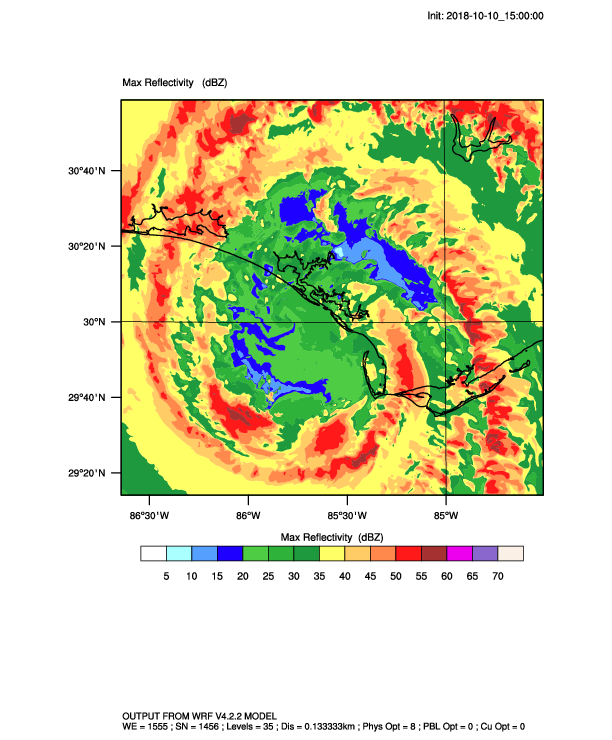 Init: 2018-10-10_15:00:00
Max Reflectivity (dBZ)
30°40'N
30°20'N
30°N
29°40'N
29°20'N
86°30'W 86°W 85°30'W 85°W
Max Reflectivity (dBZ)
5 10 15 20 25 30 35 40 45 50 55 60 65 70
OUTPUT FROM WRF V4.2.2 MODEL
WE = 1555 ; SN = 1456 ; Levels = 35 ; Dis = 0.133333km ; Phys Opt = 8 ; PBL Opt = 0 ; Cu Opt = 0